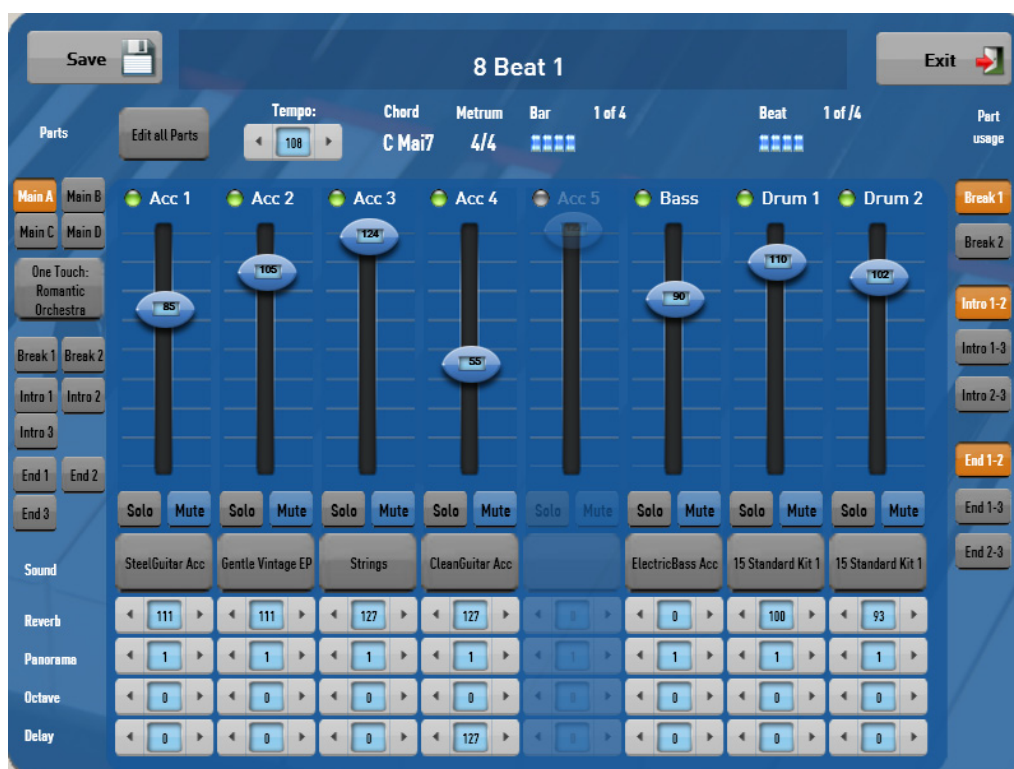 Save
8 Beat 1
Exit
Parts
Edit all Parts
Tempo:
108
Chord
C Maj7
Metrum
4/4
Bar 1 of 4
Beat 1 of /4
Part
usage
Main A Main B
Main C Main D
One Touch:
Romantic
Orchestra
Break 1 Break 2
Intro 1 Intro 2
Intro 3
End 1 End 2
End 3
Acc 1 Acc 2 Acc 3 Acc 4 Acc 5 Bass Drum 1 Drum 2
85 105 124 55 90 110 102
Solo Mute Solo Mute Solo Mute Solo Mute Solo Mute Solo Mute Solo Mute Solo Mute
Break 1
Break 2
Intro 1-2
Intro 1-3
Intro 2-3
End 1-2
End 1-3
End 2-3
Sound SteelGuitar Acc Gentle Vintage EP Strings CleanGuitar Acc ElectricBass Acc 15 Standard Kit 1 15 Standard Kit 1
Reverb 111 111 127 127 0 0 100 93
Panorama 1 1 1 1 1 1 1 1
Octave 0 0 0 0 0 0 0 0
Delay 0 0 0 127 0 0 0